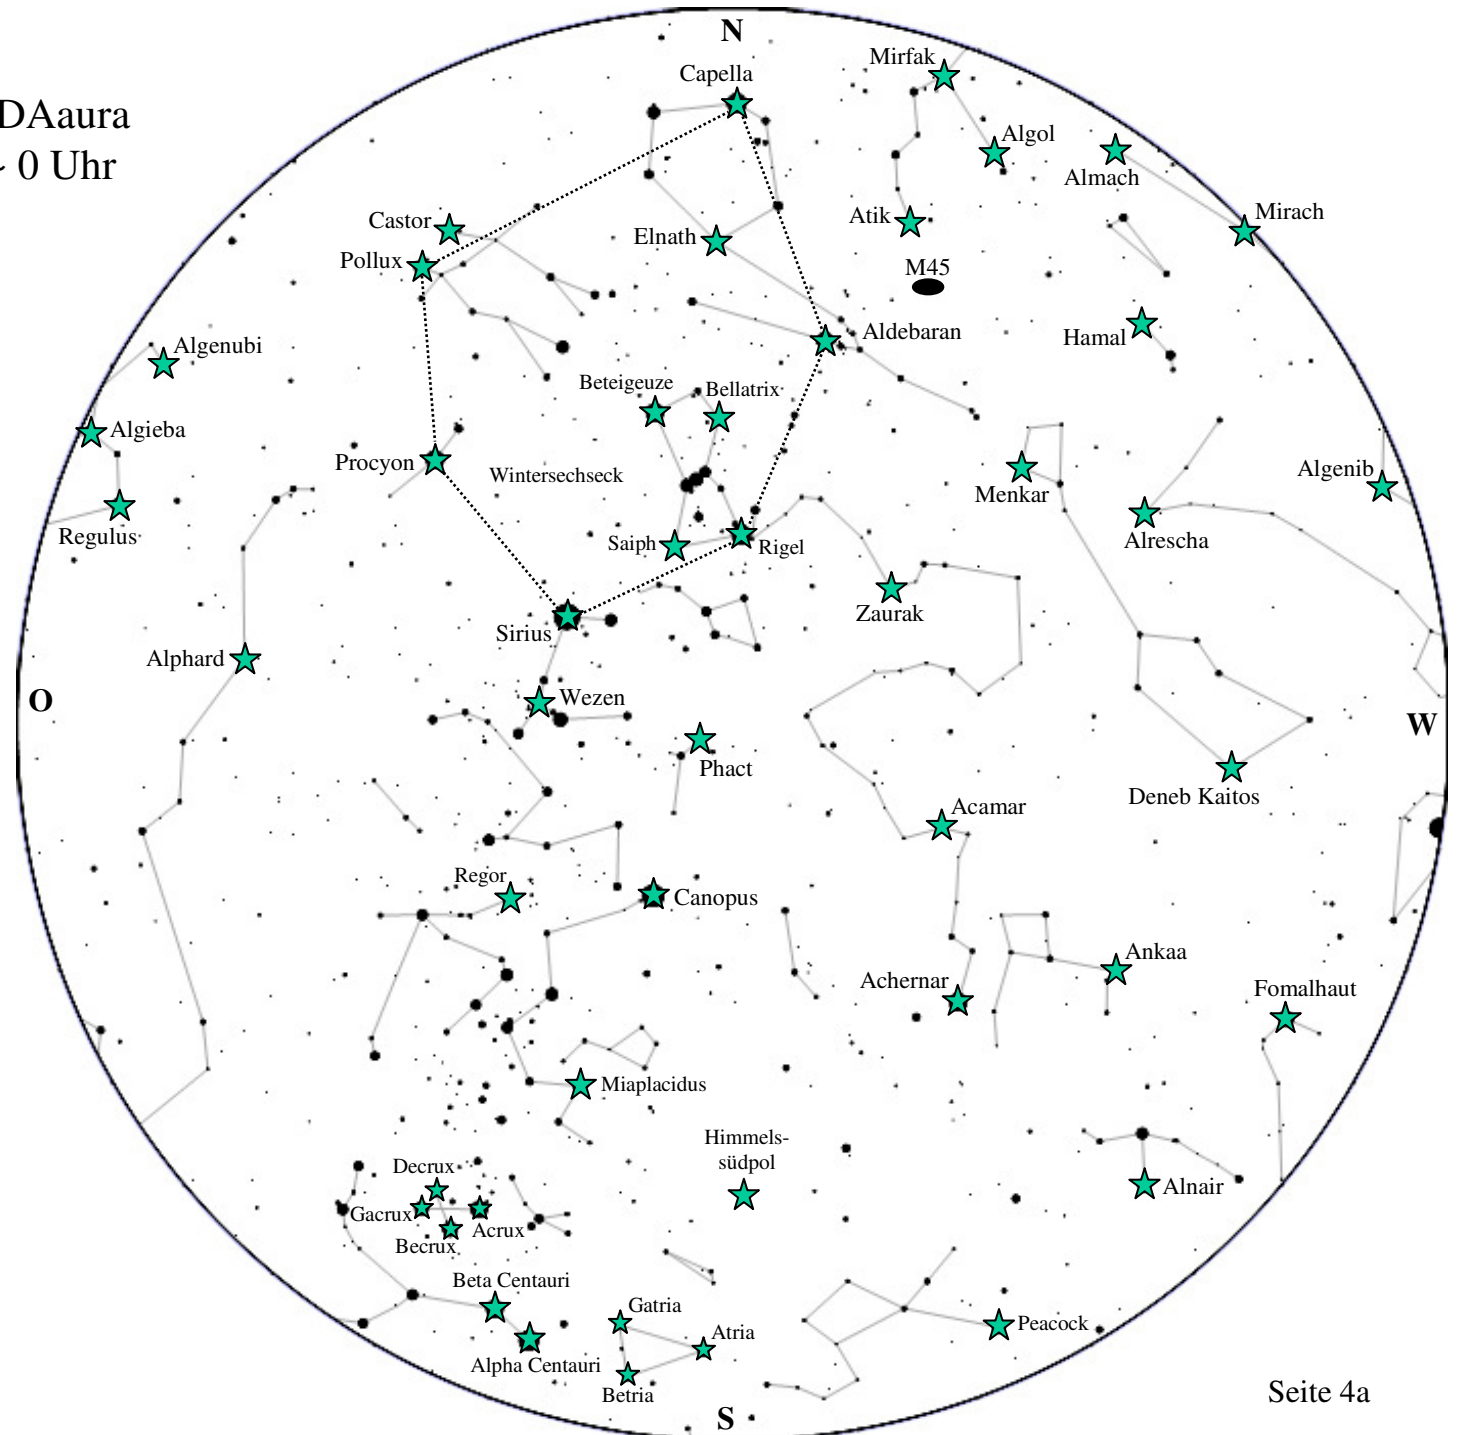 N
Mirfak
Capella
DAaura
0 Uhr
Algol
Almach
Castor
Atik
Mirach
Elnath
Pollux
M45
Aldebaran
Hamal
Algenubi
Beteigeuze
Bellatrix
Algieba
Procyon
Wintersechseck
Menkar
Algenib
Regulus
Saiph
Rigel
Alrescha
Zaurak
Sirius
Alphard
O
Wezen
W
Phact
Deneb Kaitos
Acamar
Regor
Canopus
Ankaa
Achernar
Fomalhaut
Miaplacidus
Himmels-
südpol
Decrux
Alnair
Gacrux
Acrux
Becrux
Beta Centauri
Gatria
Peacock
Atria
Alpha Centauri
Betria
Seite 4a
S